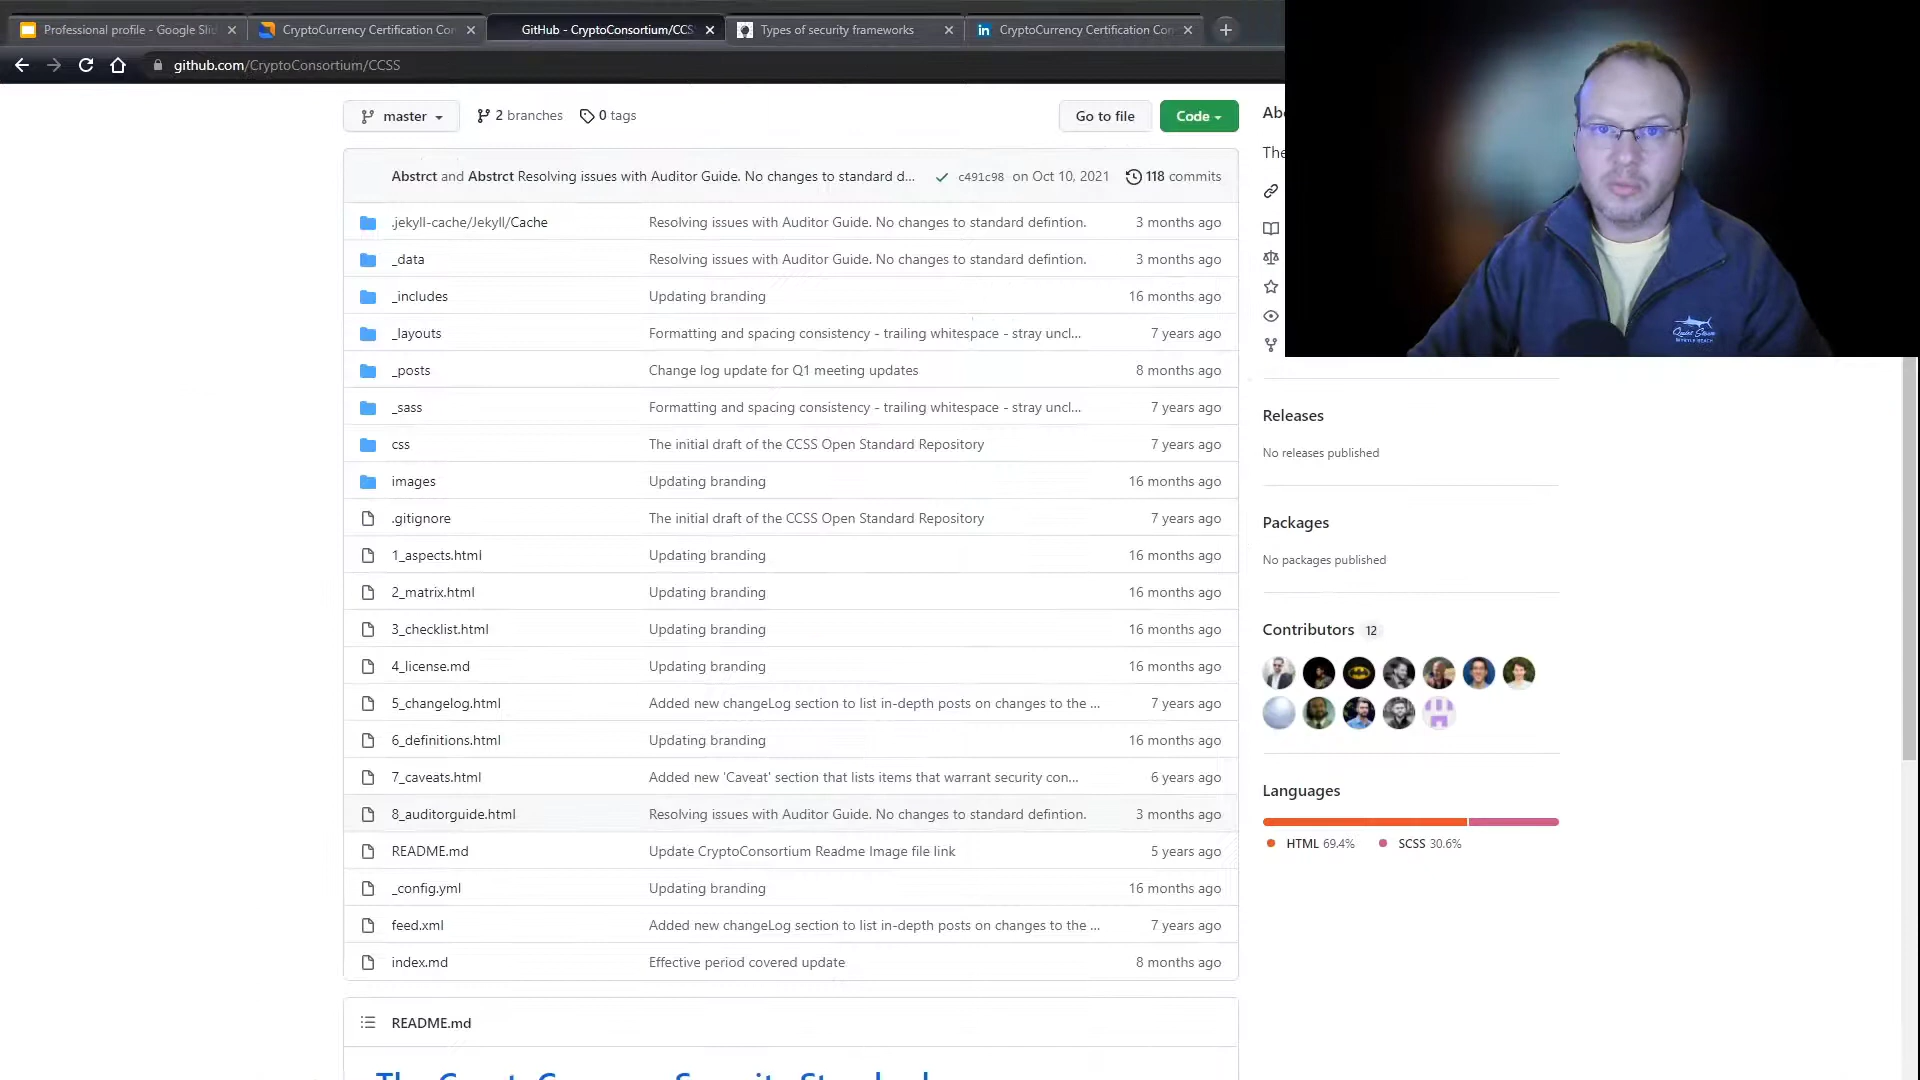 Professional profile - Google Sli
CryptoCurrency Certification Con
GitHub - CryptoConsortium/CCS
Types of security frameworks
CryptoCurrency Certification Con
github.com/CryptoConsortium/CCSS
master
2 branches
0 tags
Go to file
Code
Abstrct and Abstrct Resolving issues with Auditor Guide. No changes to standard d... c491c98 on Oct 10, 2021 118 commits
.jekyll-cache/Jekyll/Cache Resolving issues with Auditor Guide. No changes to standard defintion. 3 months ago
_data Resolving issues with Auditor Guide. No changes to standard defintion. 3 months ago
_includes Updating branding 16 months ago
_layouts Formatting and spacing consistency - trailing whitespace - stray uncl... 7 years ago
_posts Change log update for Q1 meeting updates 8 months ago
_sass Formatting and spacing consistency - trailing whitespace - stray uncl... 7 years ago
css The initial draft of the CCSS Open Standard Repository 7 years ago
images Updating branding 16 months ago
.gitignore The initial draft of the CCSS Open Standard Repository 7 years ago
1_aspects.html Updating branding 16 months ago
2_matrix.html Updating branding 16 months ago
3_checklist.html Updating branding 16 months ago
4_license.md Updating branding 16 months ago
5_changelog.html Added new changeLog section to list in-depth posts on changes to the ... 7 years ago
6_definitions.html Updating branding 16 months ago
7_caveats.html Added new 'Caveat' section that lists items that warrant security con... 6 years ago
8_auditorguide.html Resolving issues with Auditor Guide. No changes to standard defintion. 3 months ago
README.md Update CryptoConsortium Readme Image file link 5 years ago
_config.yml Updating branding 16 months ago
feed.xml Added new changeLog section to list in-depth posts on changes to the ... 7 years ago
index.md Effective period covered update 8 months ago
README.md
The
Releases
No releases published
Packages
No packages published
Contributors 12
Languages
HTML 69.4%
SCSS 30.6%